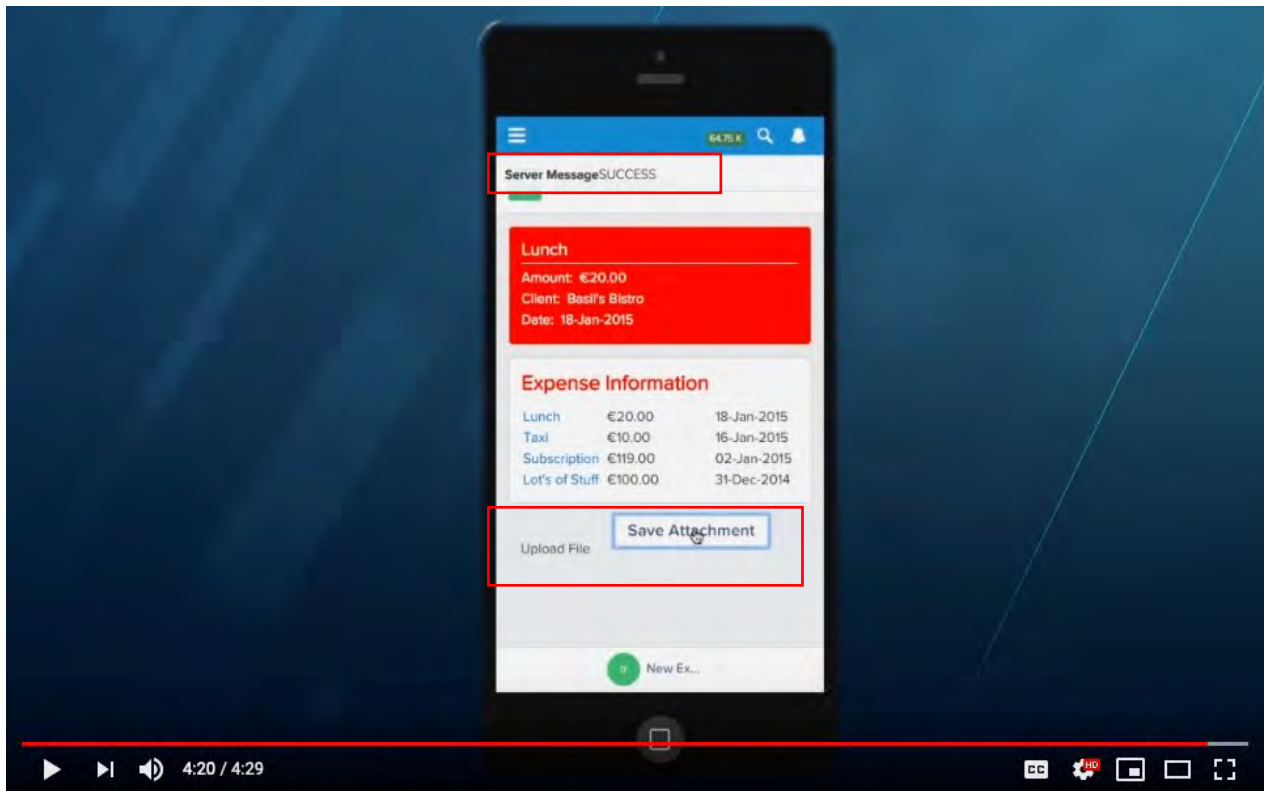 64.75 K
Server MessageSUCCESS
Lunch
Amount: €20.00
Client: Basil's Bistro
Date: 18-Jan-2015
Expense Information
Lunch €20.00 18-Jan-2015
Taxi €10.00 16-Jan-2015
Subscription €119.00 02-Jan-2015
Lot's of Stuff €100.00 31-Dec-2014
Save Attachment
Upload File
New Ex...
4:20 / 4:29
CC
HD